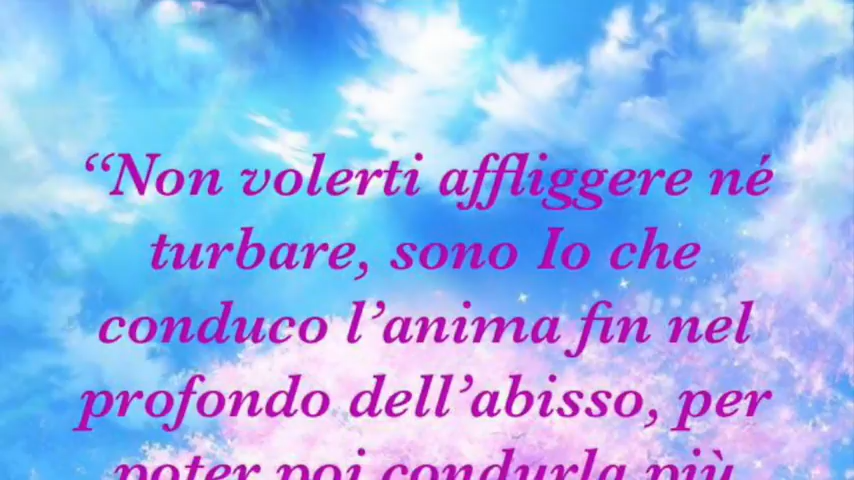 “Non volerti affliggere né
turbare, sono Io che
conduco l’anima fin nel
profondo dell’abisso, per
poter poi condurla più